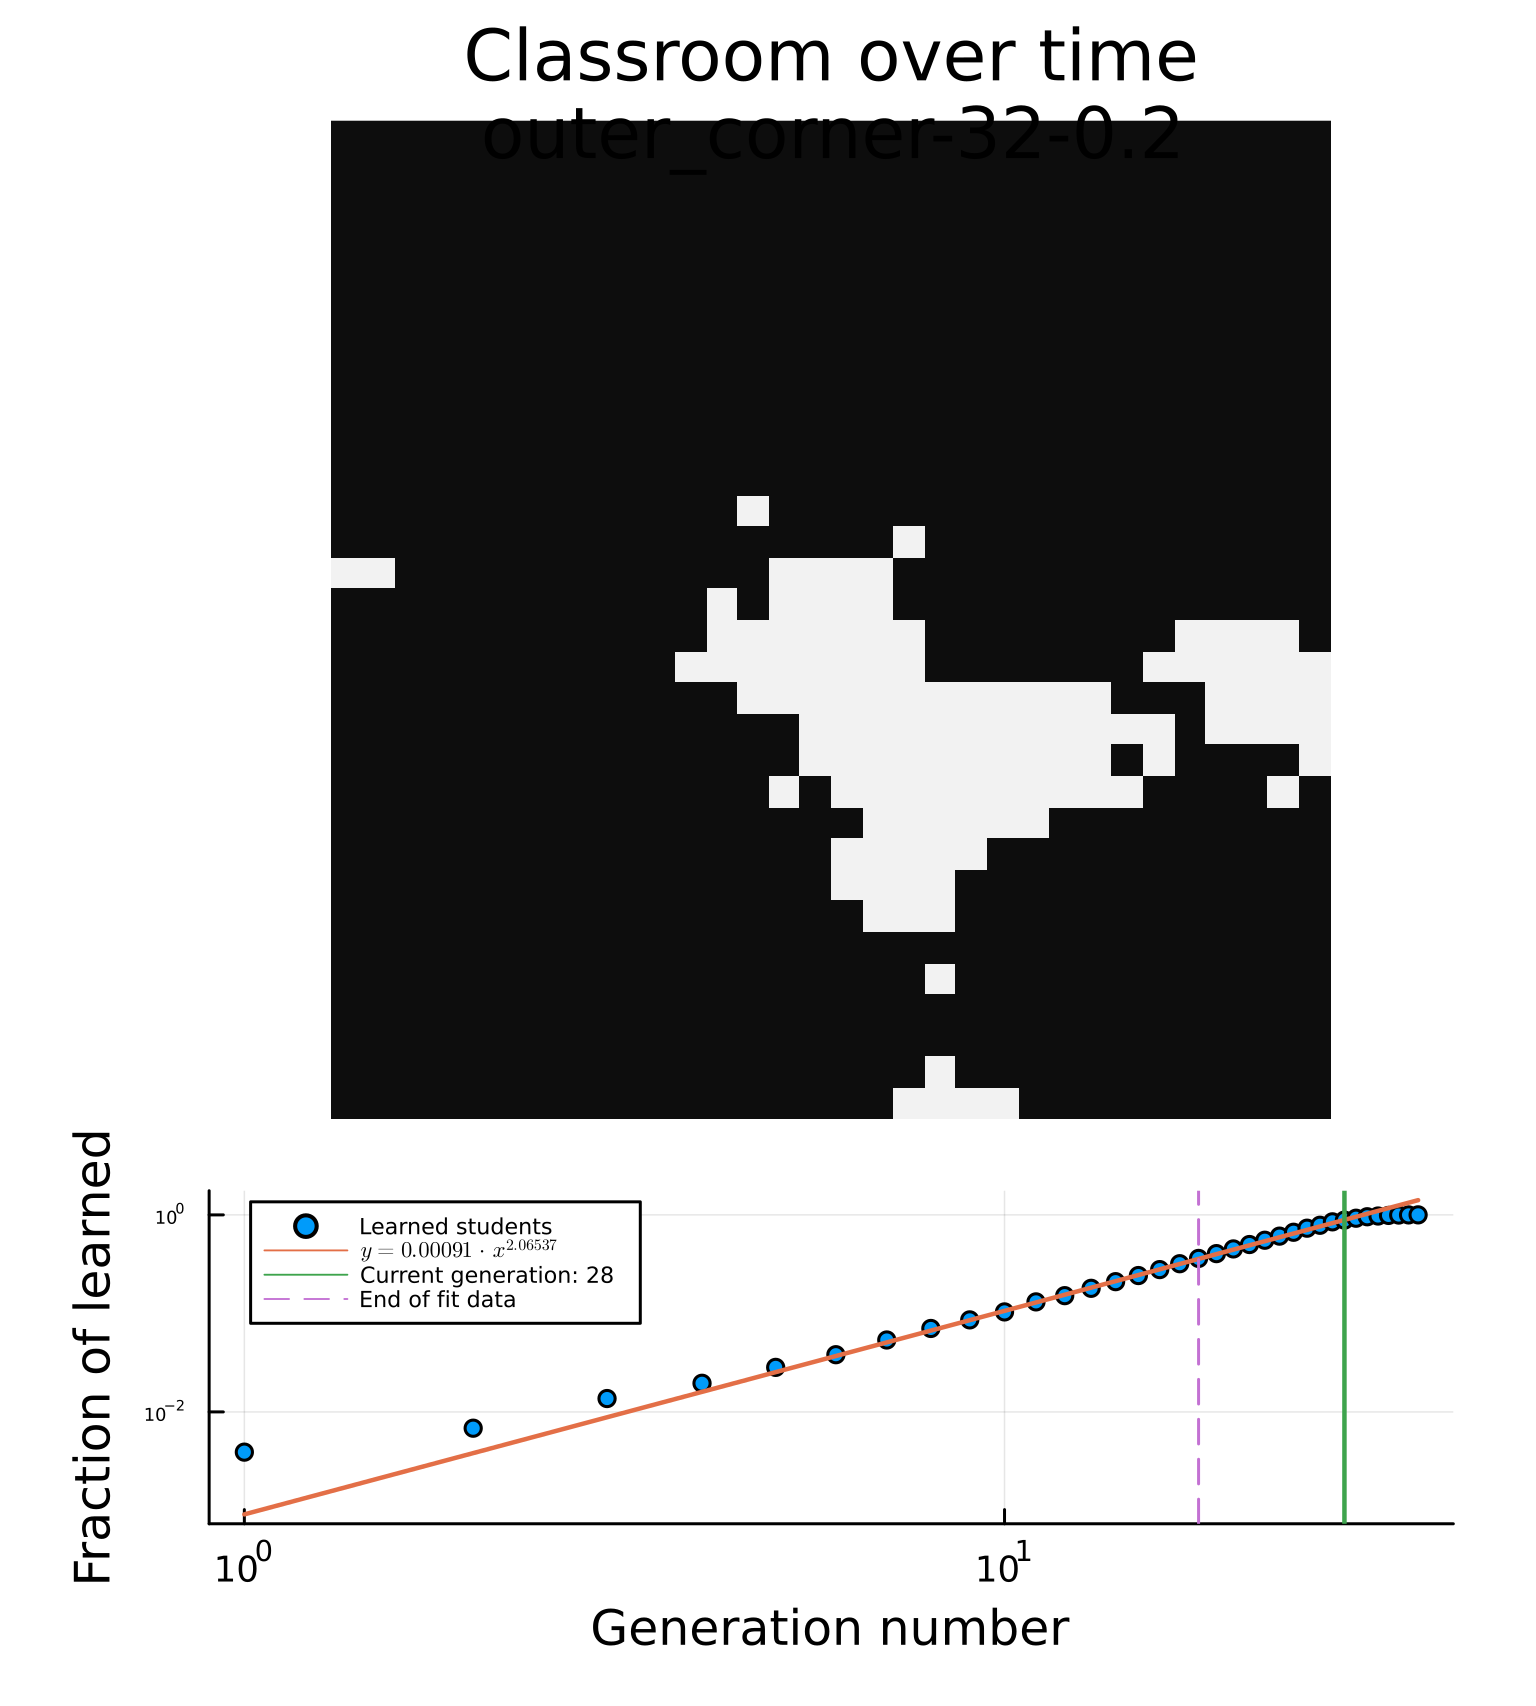 Classroom over time
outer_corner-32-0.2
Fraction of learned
10^0
10^-2
Learned students
y = 0.00091 · x^2.06537
Current generation: 28
End of fit data
10^0
10^1
Generation number